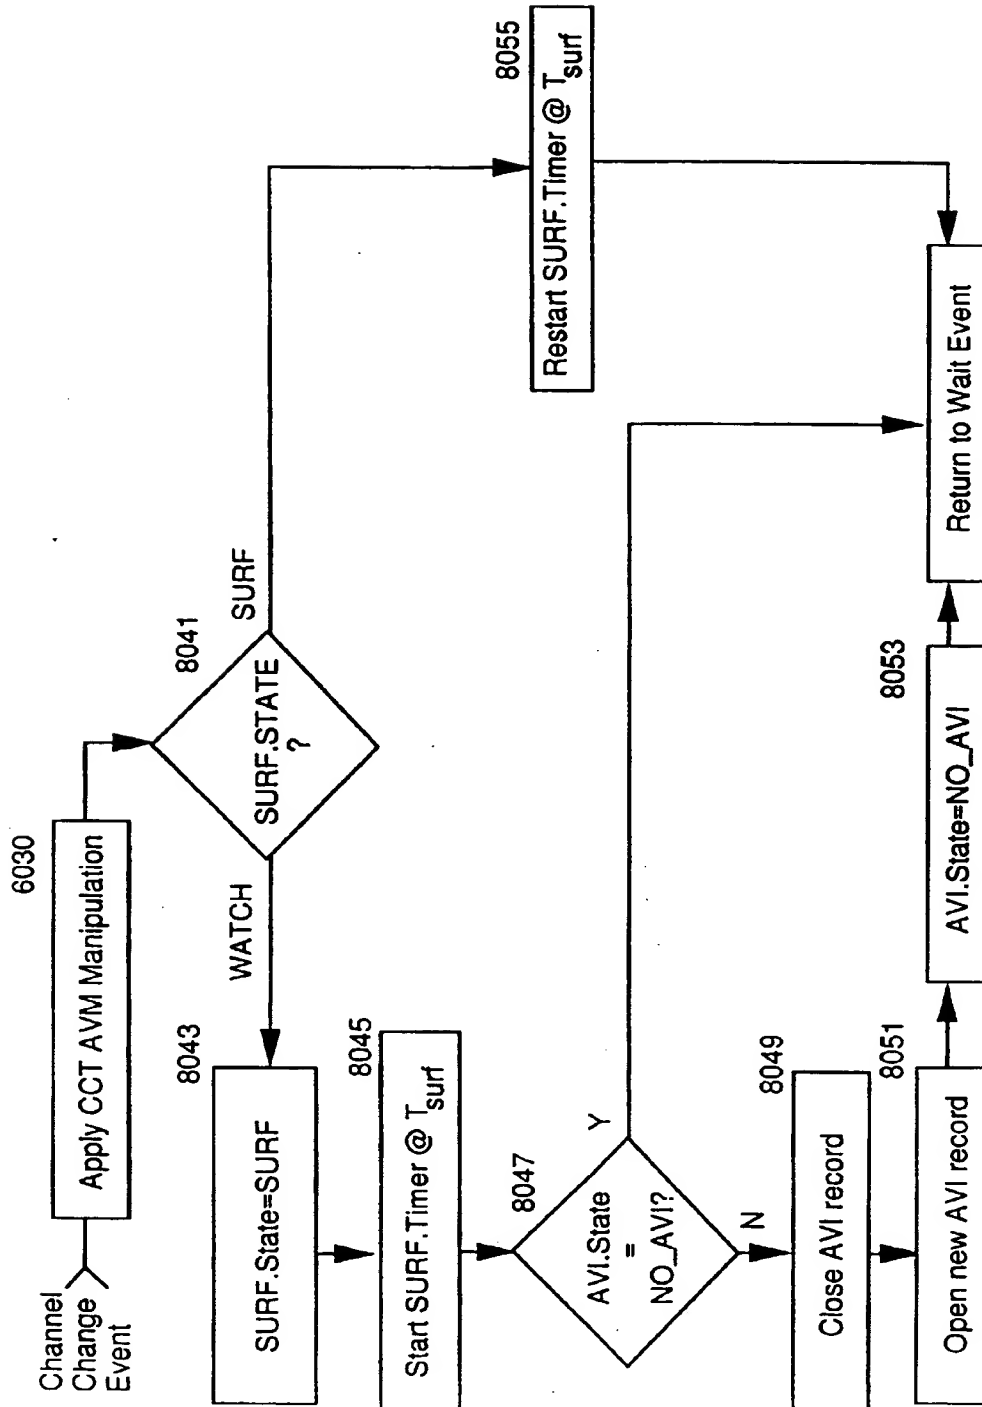 Channel
Change
Event
6030
Apply CCT AVM Manipulation
8041
SURF.STATE
?
WATCH
SURF
8043
SURF.State=SURF
8045
Start SURF.Timer @ Tsurf
8047
AVI.State
=
NO_AVI?
Y
N
8049
Close AVI record
8051
Open new AVI record
8053
AVI.State=NO_AVI
8055
Restart SURF.Timer @ Tsurf
Return to Wait Event